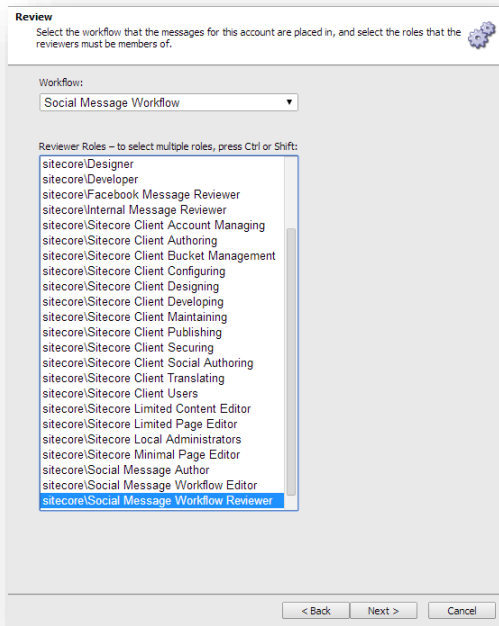 Review
Select the workflow that the messages for this account are placed in, and select the roles that the
reviewers must be members of.
Workflow:
Social Message Workflow
Reviewer Roles – to select multiple roles, press Ctrl or Shift:
sitecore\Designer
sitecore\Developer
sitecore\Facebook Message Reviewer
sitecore\Internal Message Reviewer
sitecore\Sitecore Client Account Managing
sitecore\Sitecore Client Authoring
sitecore\Sitecore Client Bucket Management
sitecore\Sitecore Client Configuring
sitecore\Sitecore Client Designing
sitecore\Sitecore Client Developing
sitecore\Sitecore Client Maintaining
sitecore\Sitecore Client Publishing
sitecore\Sitecore Client Securing
sitecore\Sitecore Client Social Authoring
sitecore\Sitecore Client Translating
sitecore\Sitecore Client Users
sitecore\Sitecore Limited Content Editor
sitecore\Sitecore Limited Page Editor
sitecore\Sitecore Local Administrators
sitecore\Sitecore Minimal Page Editor
sitecore\Social Message Author
sitecore\Social Message Workflow Editor
sitecore\Social Message Workflow Reviewer
< Back Next > Cancel